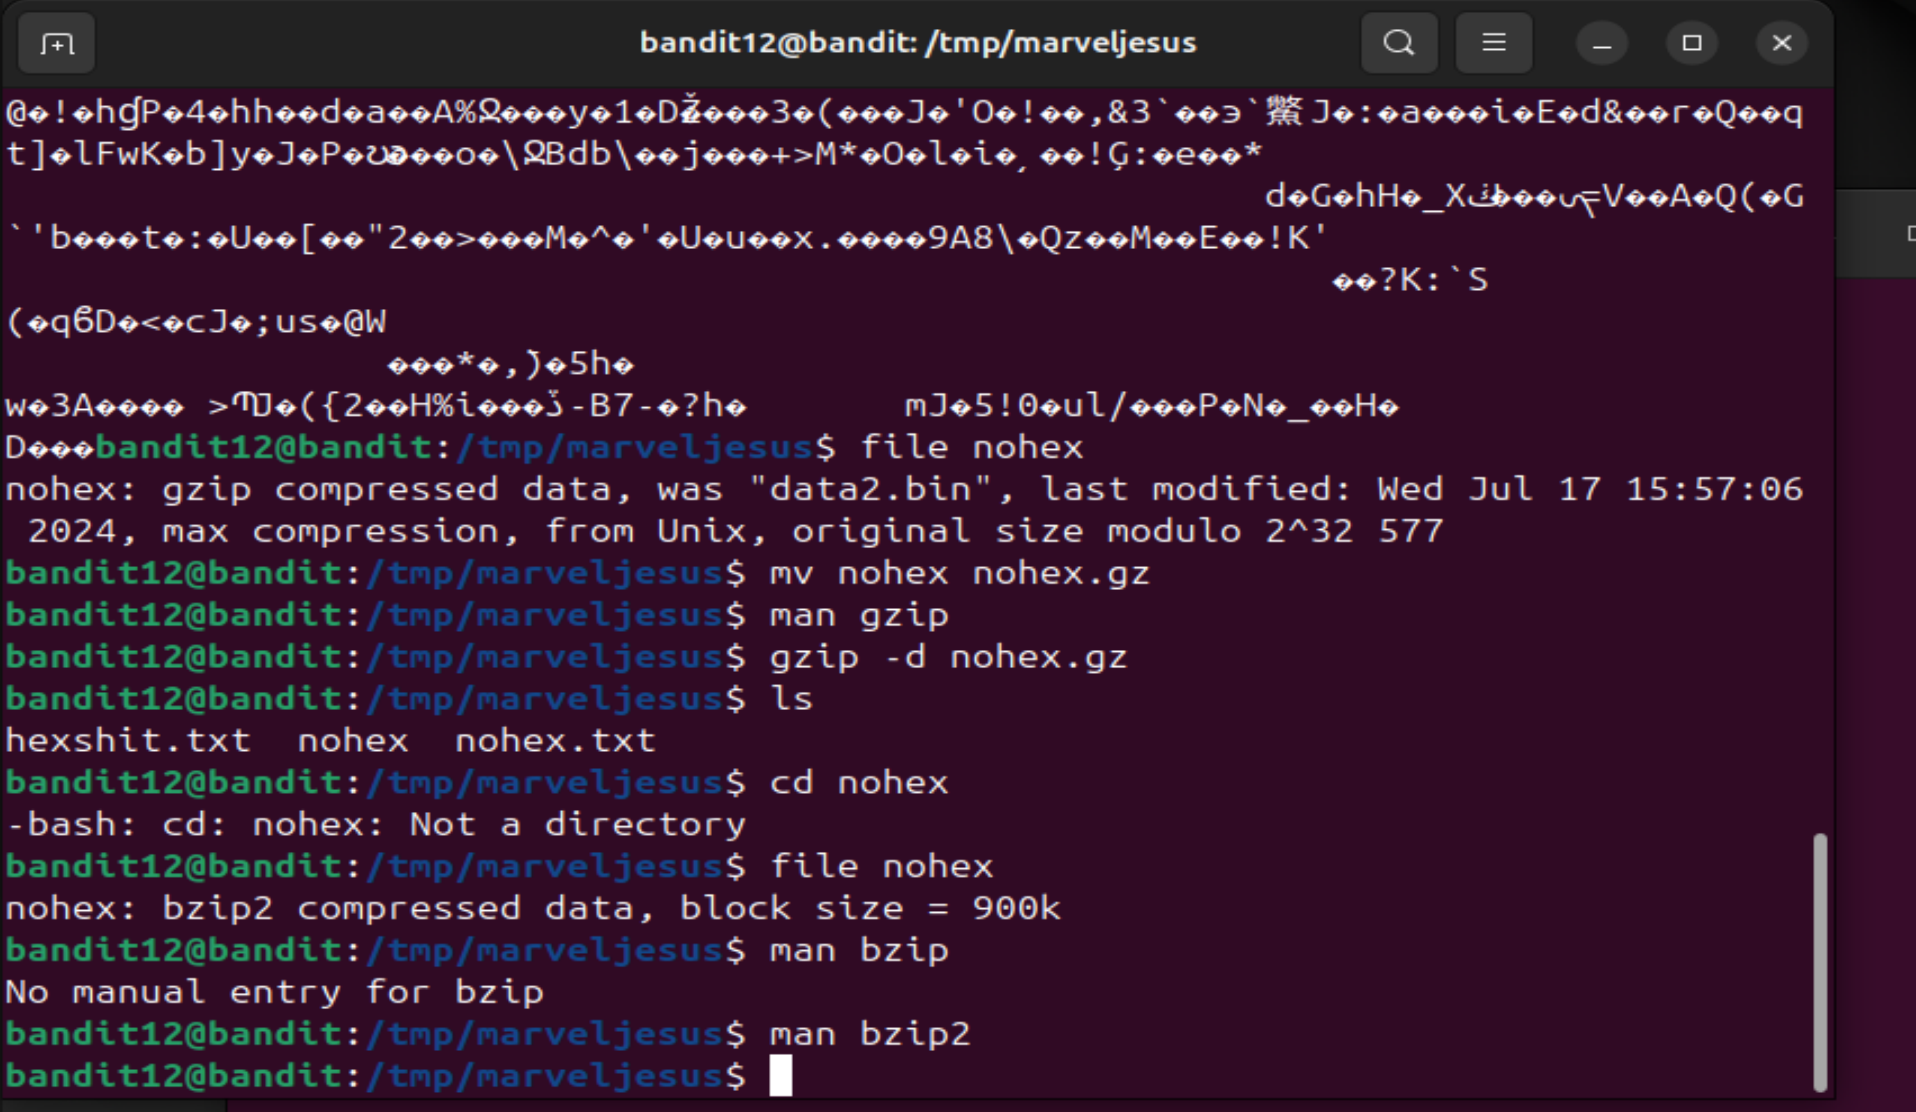 bandit12@bandit: /tmp/marveljesus
@�!�hɠP�4�hh��d�a��A%Ջ���y�1�DŽ���3�(���J�'O�!��,&3`��э`鱉J�:�a���i�E�d&��r�Q��q
t]�lFwK�b]y�J�P�
��o�\ՋBdb\��j���+>M*�O�l�i�̦��!Ģ:�e��*
d�G�hH�_X
V��A�Q(�G
`'b���t�:�U��[��"2��>���M�^�'�U�u��x.����9A8\�Qz��M��E��!K'
��?K:`S
(�qϐD�<�cJ�;us�@W
���*�,)�5h�
w�3A���� >
J�({2��H%i���
-B7-�?h� mJ�5!0�ul/���P�N�_��H�
D���bandit12@bandit:/tmp/marveljesus$ file nohex
nohex: gzip compressed data, was "data2.bin", last modified: Wed Jul 17 15:57:06
2024, max compression, from Unix, original size modulo 2^32 577
bandit12@bandit:/tmp/marveljesus$ mv nohex nohex.gz
bandit12@bandit:/tmp/marveljesus$ man gzip
bandit12@bandit:/tmp/marveljesus$ gzip -d nohex.gz
bandit12@bandit:/tmp/marveljesus$ ls
hexshit.txt nohex nohex.txt
bandit12@bandit:/tmp/marveljesus$ cd nohex
-bash: cd: nohex: Not a directory
bandit12@bandit:/tmp/marveljesus$ file nohex
nohex: bzip2 compressed data, block size = 900k
bandit12@bandit:/tmp/marveljesus$ man bzip
No manual entry for bzip
bandit12@bandit:/tmp/marveljesus$ man bzip2
bandit12@bandit:/tmp/marveljesus$